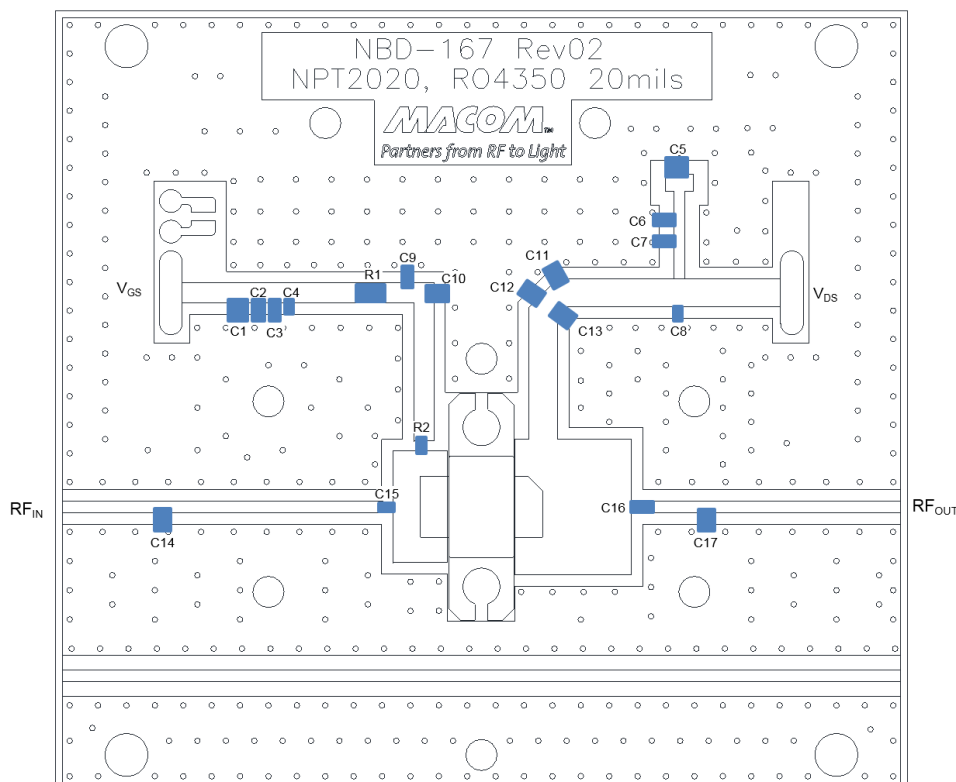 NBD-167 Rev02
NPT2020, RO4350 20mils
MACOM™
Partners from RF to Light
C5
C6
C7
C9
C11
R1
C10
C12
VGS
VDS
C2
C4
C1
C3
C13
C8
R2
C15
RFIN
C16
RFOUT
C14
C17